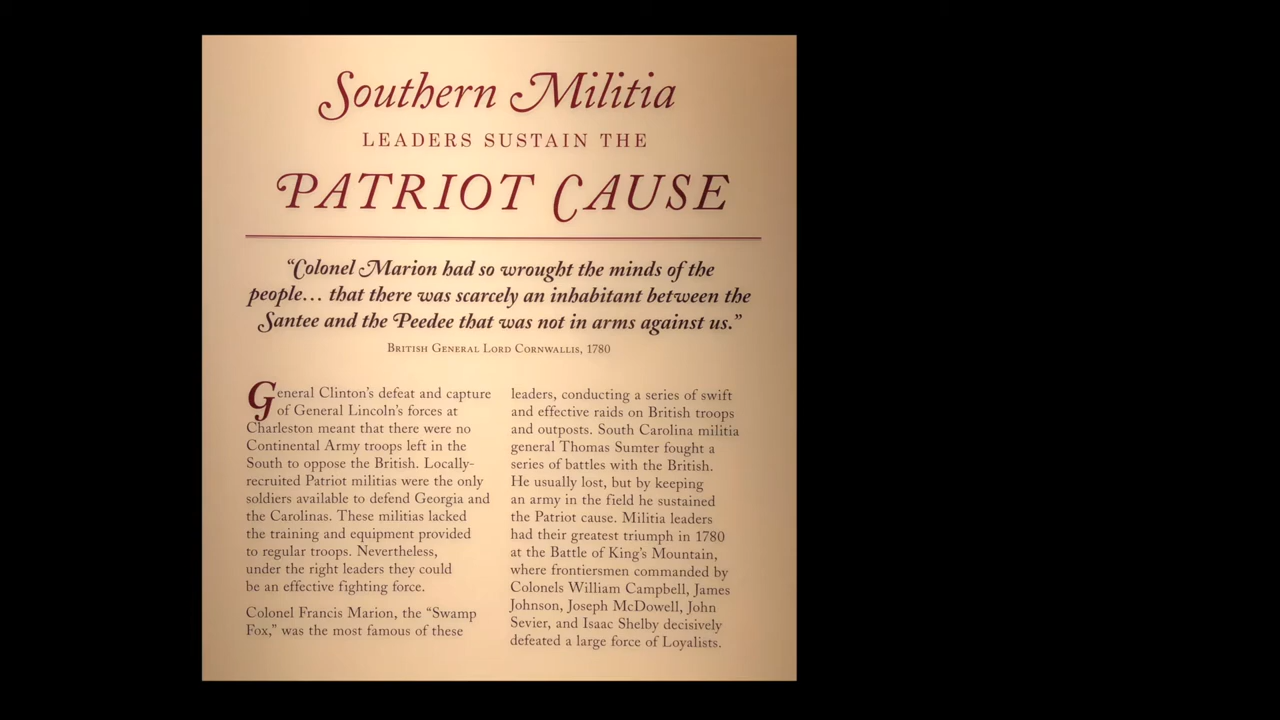 Southern Militia
LEADERS SUSTAIN THE
PATRIOT CAUSE
“Colonel Marion had so wrought the minds of the
people… that there was scarcely an inhabitant between the
Santee and the Peedee that was not in arms against us.”
British General Lord Cornwallis, 1780
General Clinton’s defeat and capture
of General Lincoln’s forces at
Charleston meant that there were no
Continental Army troops left in the
South to oppose the British. Locally-
recruited Patriot militias were the only
soldiers available to defend Georgia and
the Carolinas. These militias lacked
the training and equipment provided
to regular troops. Nevertheless,
under the right leaders they could
be an effective fighting force.
Colonel Francis Marion, the “Swamp
Fox,” was the most famous of these
leaders, conducting a series of swift
and effective raids on British troops
and outposts. South Carolina militia
general Thomas Sumter fought a
series of battles with the British.
He usually lost, but by keeping
an army in the field he sustained
the Patriot cause. Militia leaders
had their greatest triumph in 1780
at the Battle of King’s Mountain,
where frontiersmen commanded by
Colonels William Campbell, James
Johnson, Joseph McDowell, John
Sevier, and Isaac Shelby decisively
defeated a large force of Loyalists.